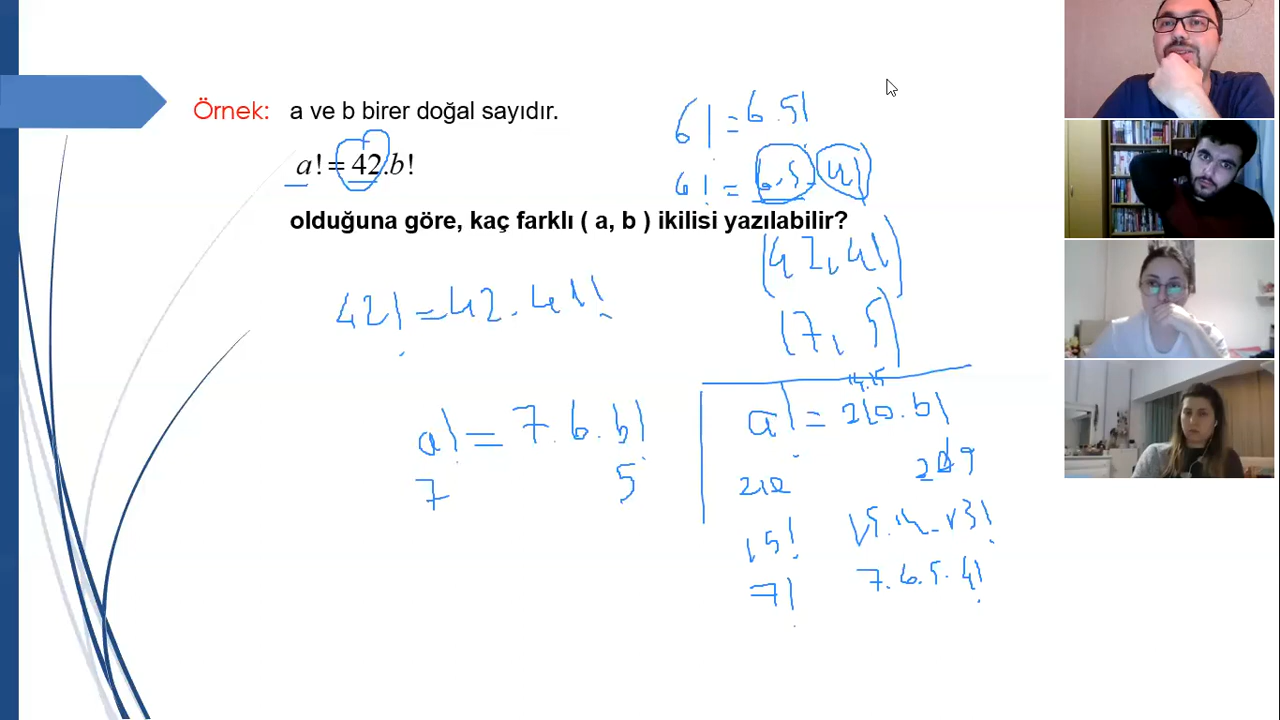 Örnek: a ve b birer doğal sayıdır.
a! = 42.b!
olduğuna göre, kaç farklı ( a, b ) ikilisi yazılabilir?
6! = 6.5!
6! = 6.5.4!
(42, 41)
(7, 5)
42! = 42.41!
a! = 7.6.b!
7 5
14.15
a! = 210.b!
210 209
15! 15.14.13!
7! 7.6.5.4!